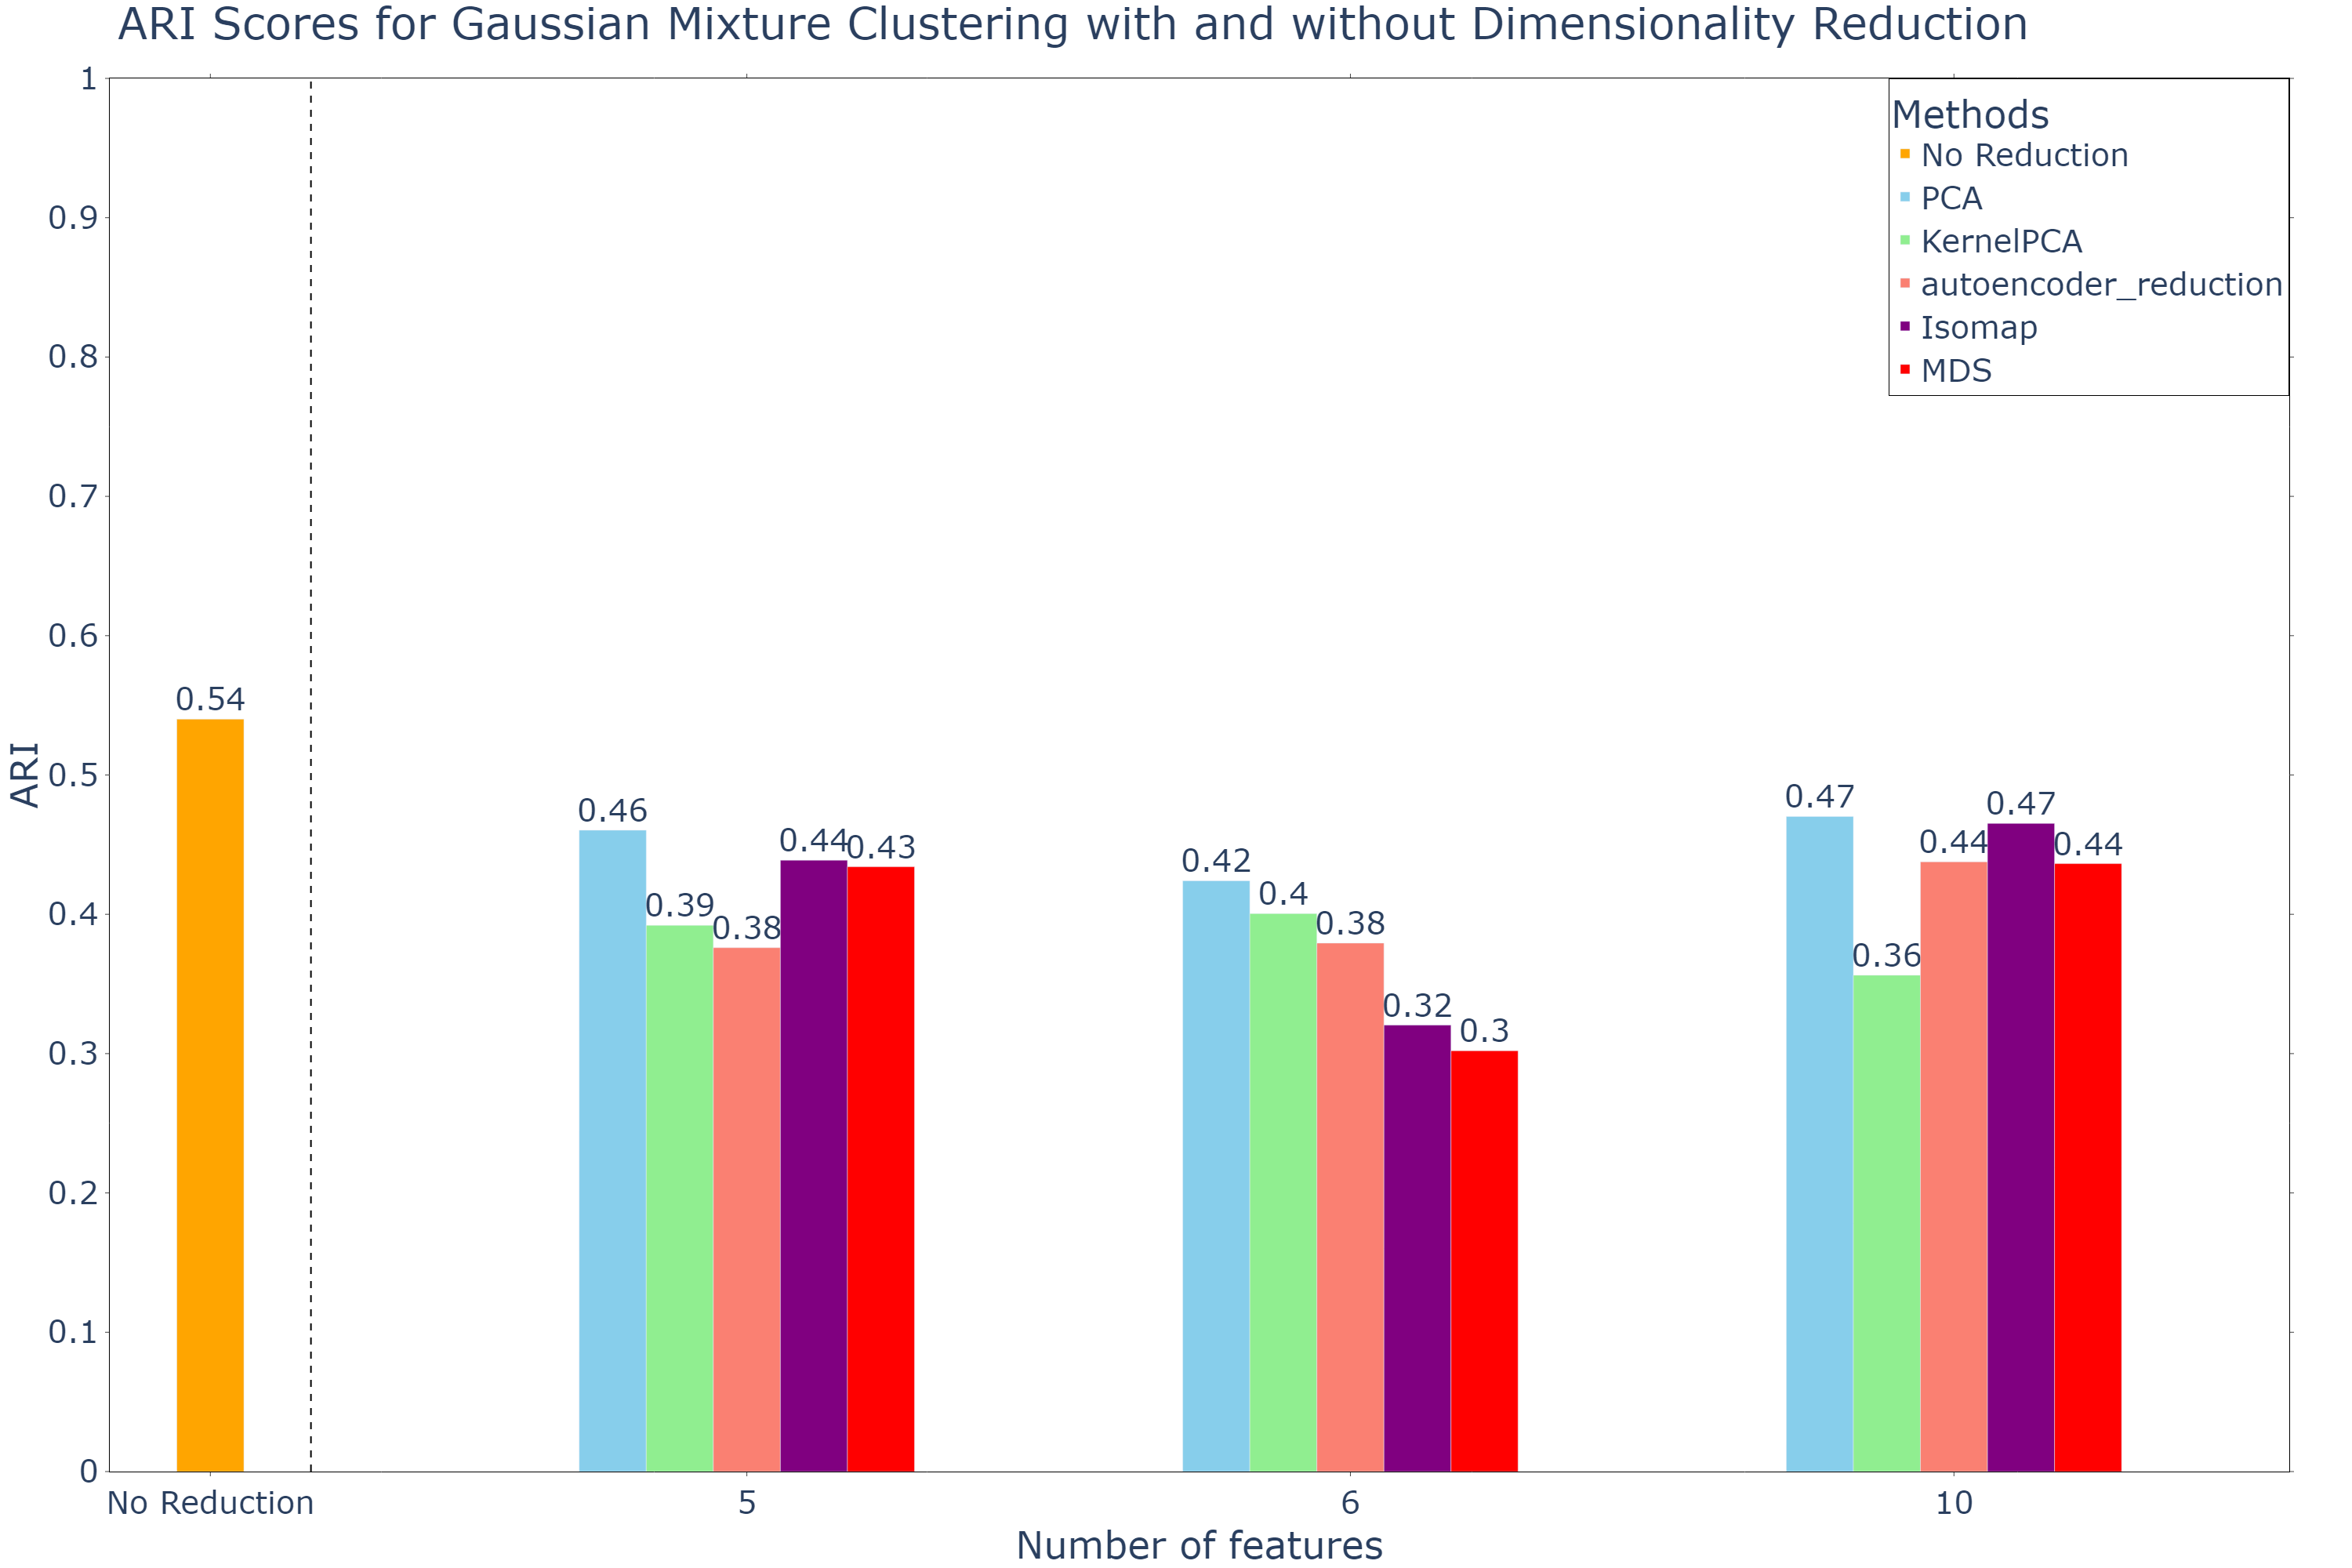 ARI Scores for Gaussian Mixture Clustering with and without Dimensionality Reduction
Methods
No Reduction
PCA
KernelPCA
autoencoder_reduction
Isomap
MDS
ARI
1
0.9
0.8
0.7
0.6
0.5
0.4
0.3
0.2
0.1
0
0.54
0.46
0.39
0.38
0.44
0.43
0.42
0.4
0.38
0.32
0.3
0.47
0.36
0.44
0.47
0.44
No Reduction
5
6
10
Number of features